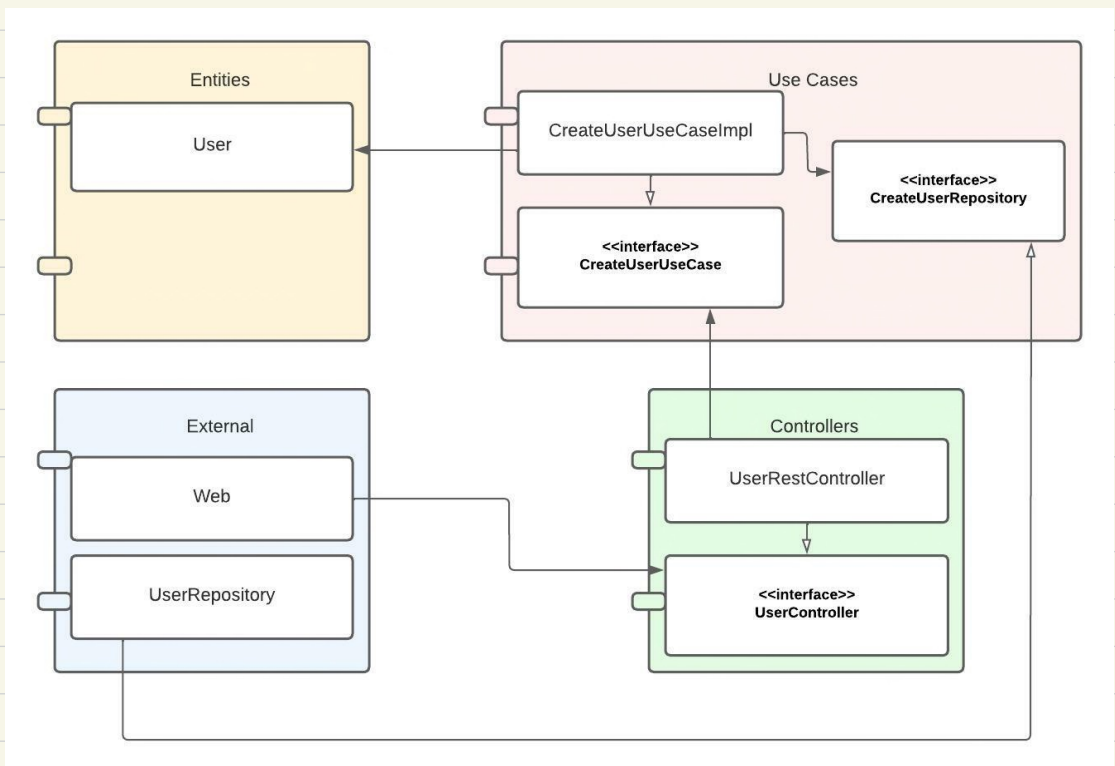 Entities
User
Use Cases
CreateUserUseCaseImpl
<<interface>>
CreateUserRepository
<<interface>>
CreateUserUseCase
External
Web
UserRepository
Controllers
UserRestController
<<interface>>
UserController